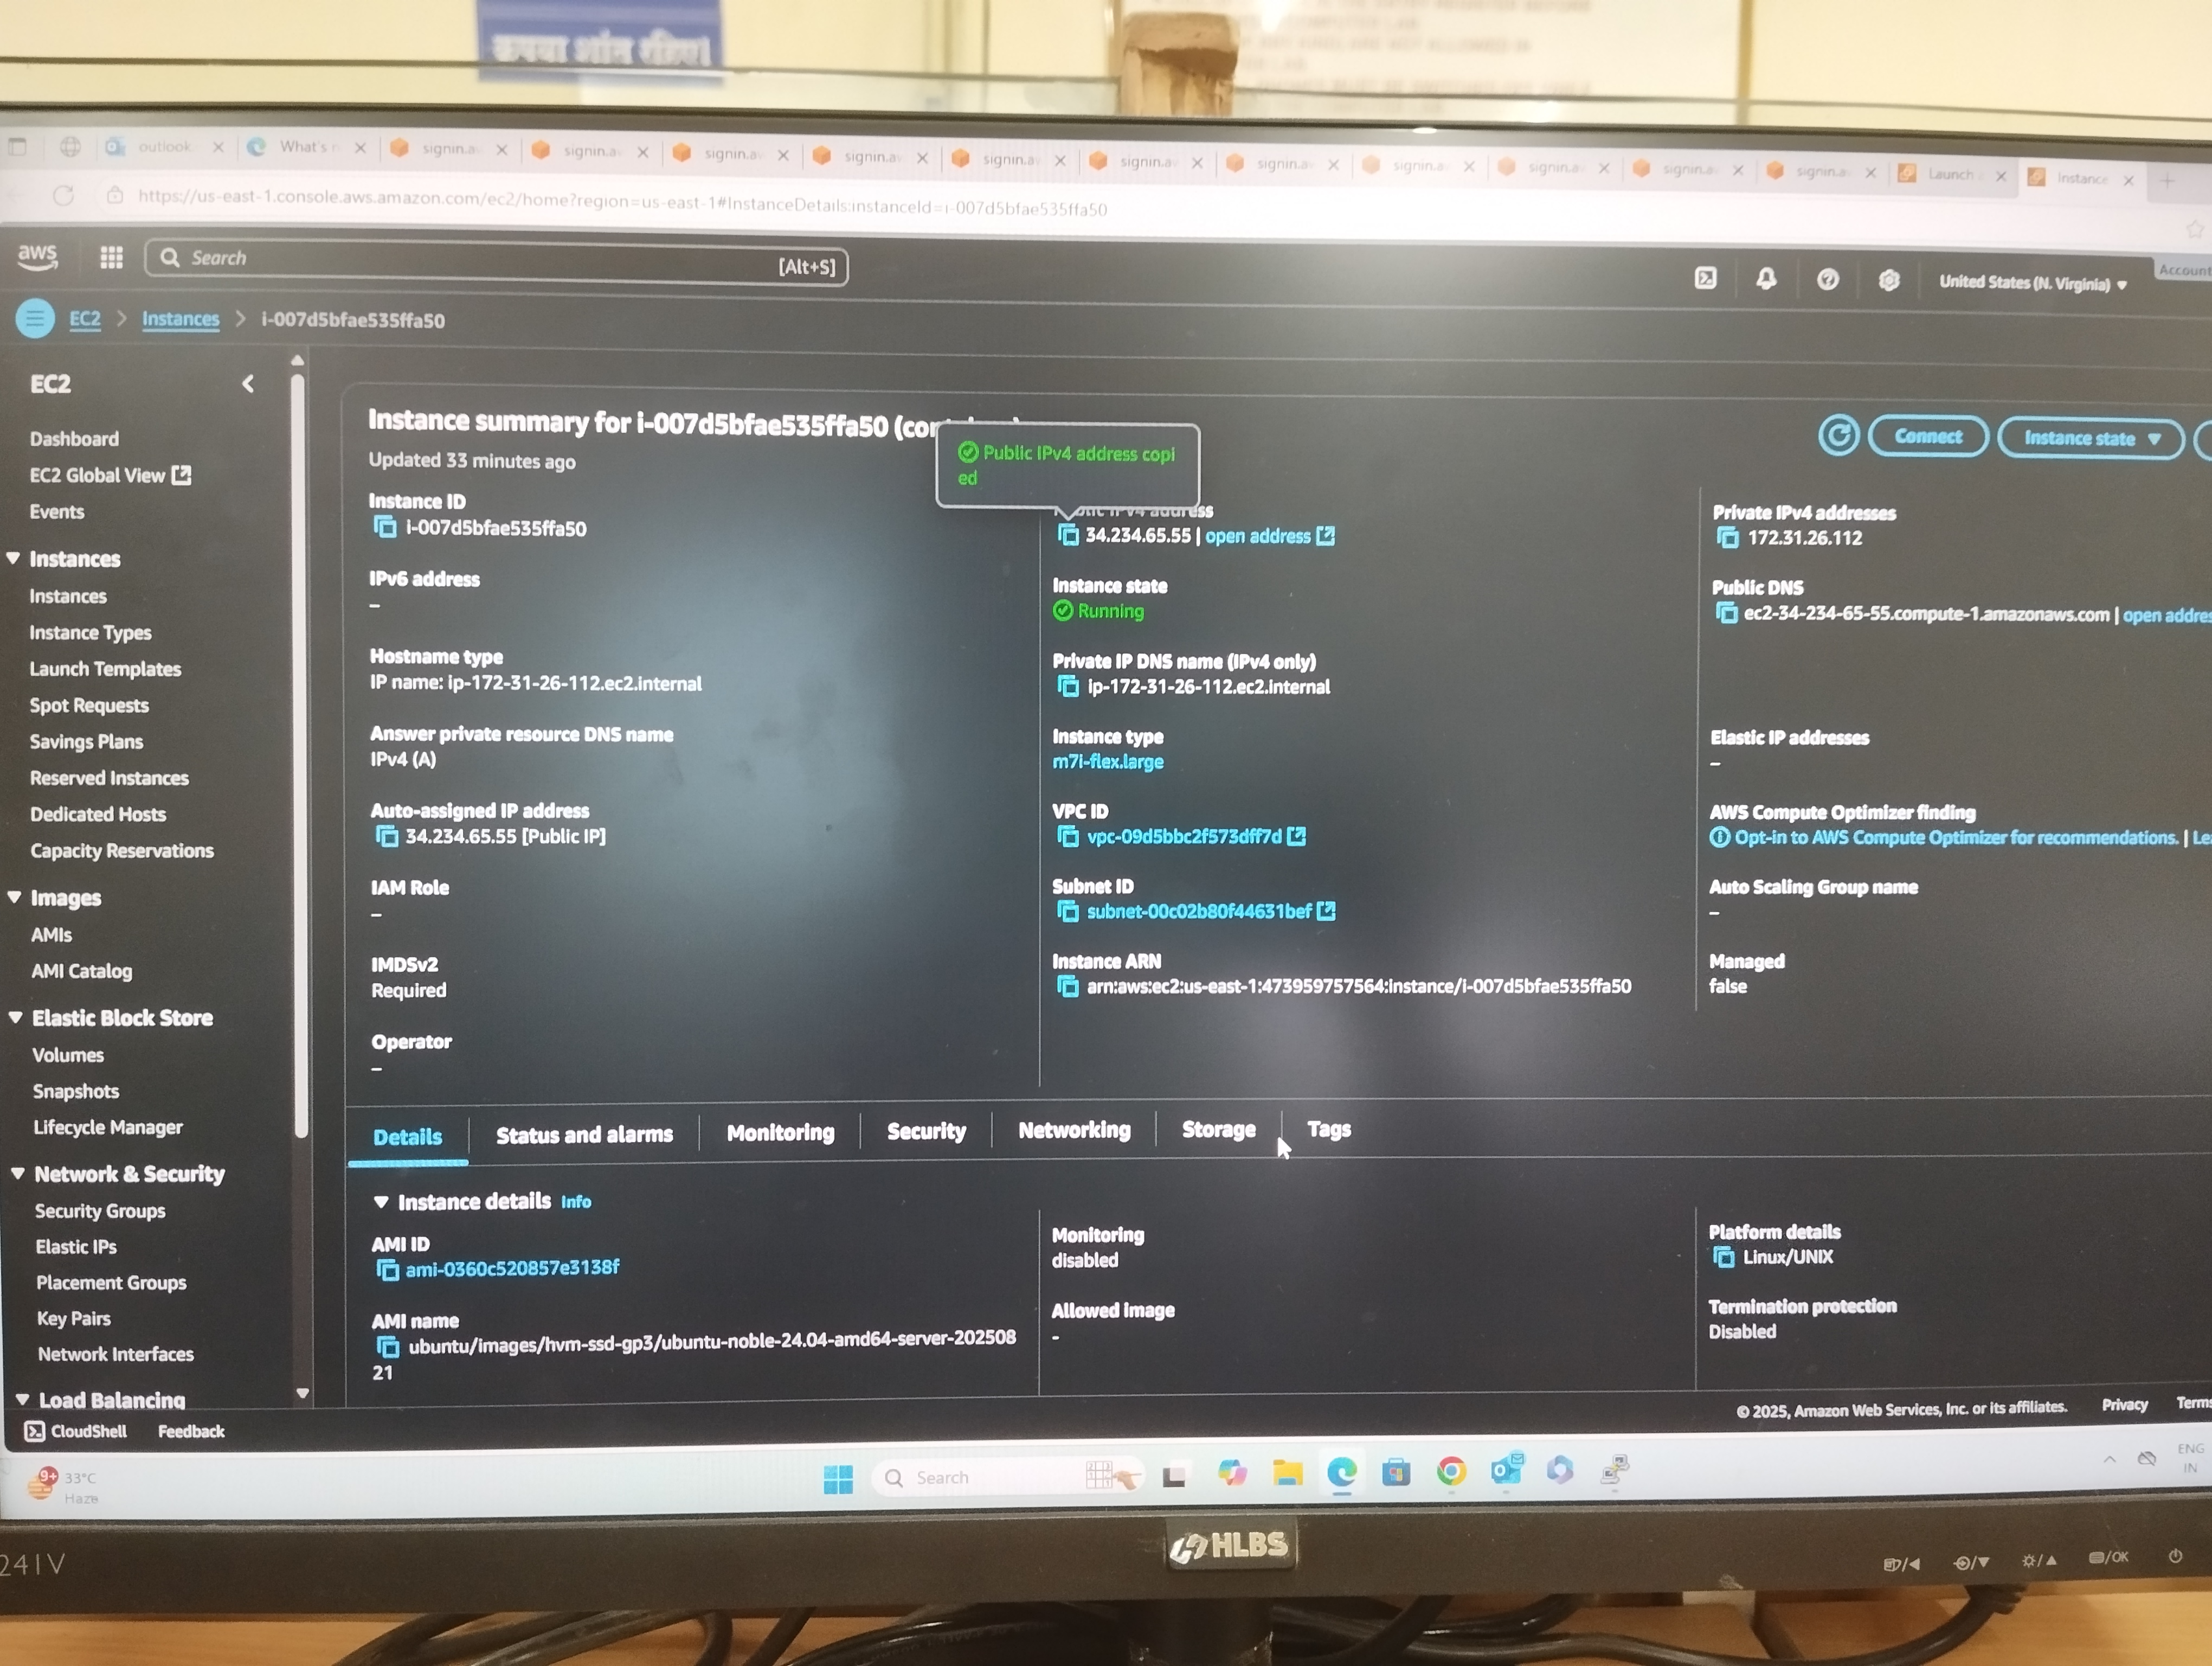 कृपया
outlook
What's
signin.a
signin.a
signin.a
signin.a
signin.a
signin.a
signin.a
signin.a
signin.a
signin.a
signin.a
Launch
Instance
https://us-east-1.console.aws.amazon.com/ec2/home?region=us-east-1#InstanceDetails:instanceId=i-007d5bfae535ffa50
aws
Search
[Alt+S]
United States (N. Virginia)
Account
EC2 > Instances > i-007d5bfae535ffa50
EC2
Dashboard
EC2 Global View
Events
Instances
Instances
Instance Types
Launch Templates
Spot Requests
Savings Plans
Reserved Instances
Dedicated Hosts
Capacity Reservations
Images
AMIs
AMI Catalog
Elastic Block Store
Volumes
Snapshots
Lifecycle Manager
Network & Security
Security Groups
Elastic IPs
Placement Groups
Key Pairs
Network Interfaces
Load Balancing
Instance summary for i-007d5bfae535ffa50
Updated 33 minutes ago
Public IPv4 address copi
ed
Connect
Instance state
Instance ID
i-007d5bfae535ffa50
IPv6 address
–
Hostname type
IP name: ip-172-31-26-112.ec2.internal
Answer private resource DNS name
IPv4 (A)
Auto-assigned IP address
34.234.65.55 [Public IP]
IAM Role
–
IMDSv2
Required
Operator
–
34.234.65.55 | open address
Instance state
Running
Private IP DNS name (IPv4 only)
ip-172-31-26-112.ec2.internal
Instance type
m7i-flex.large
VPC ID
vpc-09d5bbc2f573dff7d
Subnet ID
subnet-00c02b80f44631bef
Instance ARN
arn:aws:ec2:us-east-1:473959757564:instance/i-007d5bfae535ffa50
Private IPv4 addresses
172.31.26.112
Public DNS
ec2-34-234-65-55.compute-1.amazonaws.com | open addres
Elastic IP addresses
–
AWS Compute Optimizer finding
Opt-in to AWS Compute Optimizer for recommendations. | Le
Auto Scaling Group name
–
Managed
false
Details
Status and alarms
Monitoring
Security
Networking
Storage
Tags
Instance details Info
AMI ID
ami-0360c520857e3138f
AMI name
ubuntu/images/hvm-ssd-gp3/ubuntu-noble-24.04-amd64-server-202508
21
Monitoring
disabled
Allowed image
-
Platform details
Linux/UNIX
Termination protection
Disabled
CloudShell
Feedback
© 2025, Amazon Web Services, Inc. or its affiliates.
Privacy
Terms
9+
33°C
Haze
Search
ENG
IN
HLBS
24IV
/OK